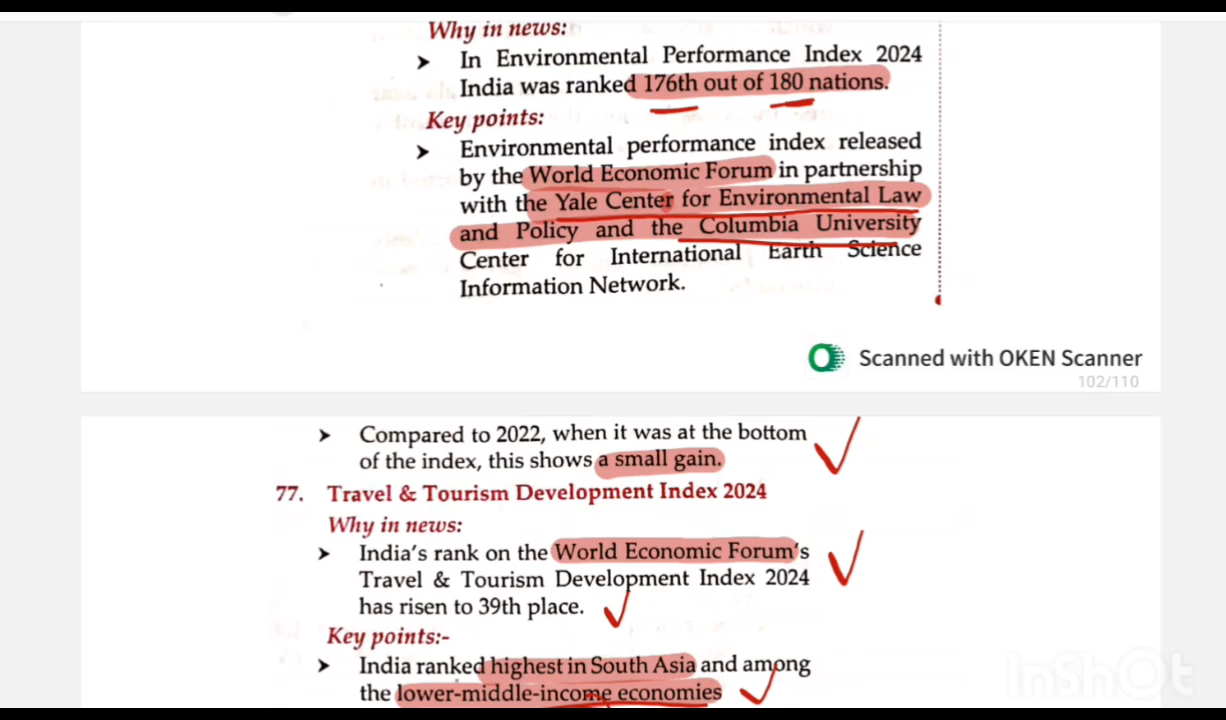 Why in news:
➤ In Environmental Performance Index 2024
India was ranked 176th out of 180 nations.
Key points:
➤ Environmental performance index released
by the World Economic Forum in partnership
with the Yale Center for Environmental Law
and Policy and the Columbia University
Center for International Earth Science
Information Network.
Scanned with OKEN Scanner
102/110
➤ Compared to 2022, when it was at the bottom
of the index, this shows a small gain.
77. Travel & Tourism Development Index 2024
Why in news:
➤ India's rank on the World Economic Forum's
Travel & Tourism Development Index 2024
has risen to 39th place.
Key points:-
➤ India ranked highest in South Asia and among
the lower-middle-income economies
InShOt